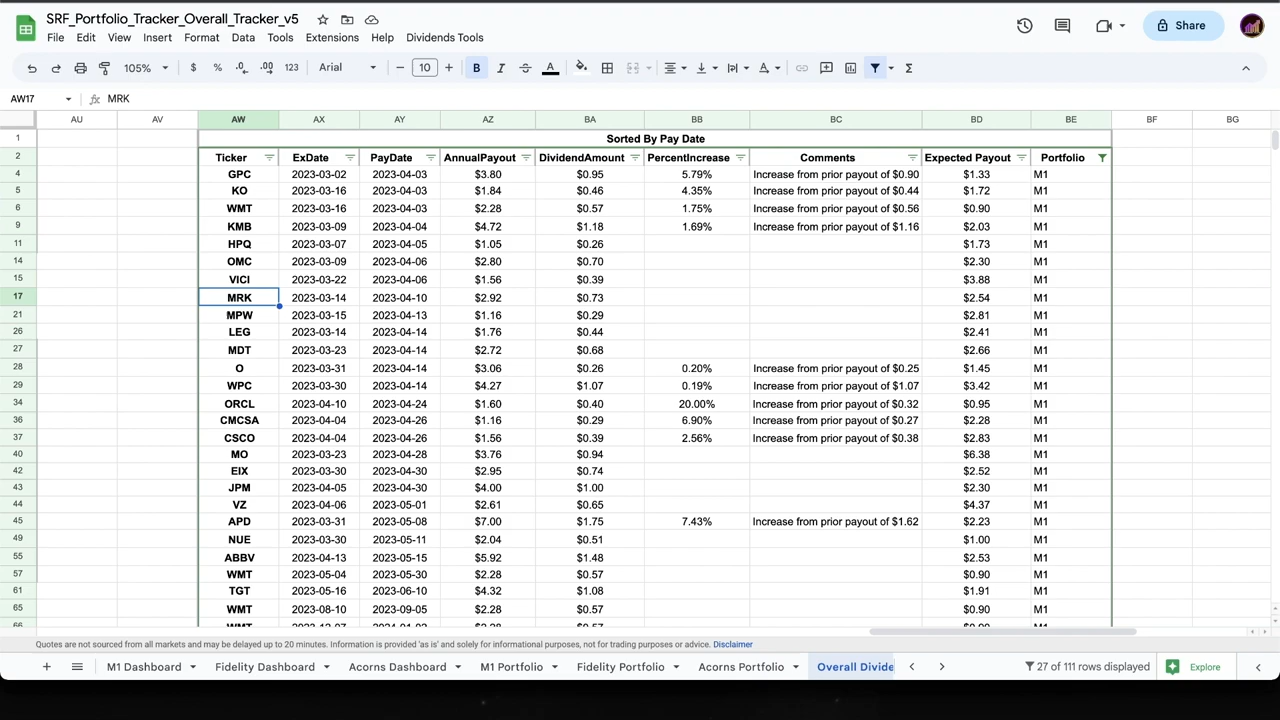 SRF_Portfolio_Tracker_Overall_Tracker_v5
File Edit View Insert Format Data Tools Extensions Help Dividends Tools
Share
105% $ % .0 .00 123 Arial 10 B I S A
AW17 fx MRK
AU AV AW AX AY AZ BA BB BC BD BE BF BG
1 Sorted By Pay Date
2 Ticker ExDate PayDate AnnualPayout DividendAmount PercentIncrease Comments Expected Payout Portfolio
4 GPC 2023-03-02 2023-04-03 $3.80 $0.95 5.79% Increase from prior payout of $0.90 $1.33 M1
5 KO 2023-03-16 2023-04-03 $1.84 $0.46 4.35% Increase from prior payout of $0.44 $1.72 M1
6 WMT 2023-03-16 2023-04-03 $2.28 $0.57 1.75% Increase from prior payout of $0.56 $0.90 M1
9 KMB 2023-03-09 2023-04-04 $4.72 $1.18 1.69% Increase from prior payout of $1.16 $2.03 M1
11 HPQ 2023-03-07 2023-04-05 $1.05 $0.26 $1.73 M1
14 OMC 2023-03-09 2023-04-06 $2.80 $0.70 $2.30 M1
15 VICI 2023-03-22 2023-04-06 $1.56 $0.39 $3.88 M1
17 MRK 2023-03-14 2023-04-10 $2.92 $0.73 $2.54 M1
21 MPW 2023-03-15 2023-04-13 $1.16 $0.29 $2.81 M1
26 LEG 2023-03-14 2023-04-14 $1.76 $0.44 $2.41 M1
27 MDT 2023-03-23 2023-04-14 $2.72 $0.68 $2.66 M1
28 O 2023-03-31 2023-04-14 $3.06 $0.26 0.20% Increase from prior payout of $0.25 $1.45 M1
29 WPC 2023-03-30 2023-04-14 $4.27 $1.07 0.19% Increase from prior payout of $1.07 $3.42 M1
34 ORCL 2023-04-10 2023-04-24 $1.60 $0.40 20.00% Increase from prior payout of $0.32 $0.95 M1
36 CMCSA 2023-04-04 2023-04-26 $1.16 $0.29 6.90% Increase from prior payout of $0.27 $2.28 M1
37 CSCO 2023-04-04 2023-04-26 $1.56 $0.39 2.56% Increase from prior payout of $0.38 $2.83 M1
40 MO 2023-03-23 2023-04-28 $3.76 $0.94 $6.38 M1
42 EIX 2023-03-30 2023-04-30 $2.95 $0.74 $2.52 M1
43 JPM 2023-04-05 2023-04-30 $4.00 $1.00 $2.30 M1
44 VZ 2023-04-06 2023-05-01 $2.61 $0.65 $4.37 M1
45 APD 2023-03-31 2023-05-08 $7.00 $1.75 7.43% Increase from prior payout of $1.62 $2.23 M1
49 NUE 2023-03-30 2023-05-11 $2.04 $0.51 $1.00 M1
55 ABBV 2023-04-13 2023-05-15 $5.92 $1.48 $2.53 M1
57 WMT 2023-05-04 2023-05-30 $2.28 $0.57 $0.90 M1
61 TGT 2023-05-16 2023-06-10 $4.32 $1.08 $1.91 M1
65 WMT 2023-08-10 2023-09-05 $2.28 $0.57 $0.90 M1
Quotes are not sourced from all markets and may be delayed up to 20 minutes. Information is provided 'as is' and solely for informational purposes, not for trading purposes or advice. Disclaimer
M1 Dashboard Fidelity Dashboard Acorns Dashboard M1 Portfolio Fidelity Portfolio Acorns Portfolio Overall Divide 27 of 111 rows displayed Explore